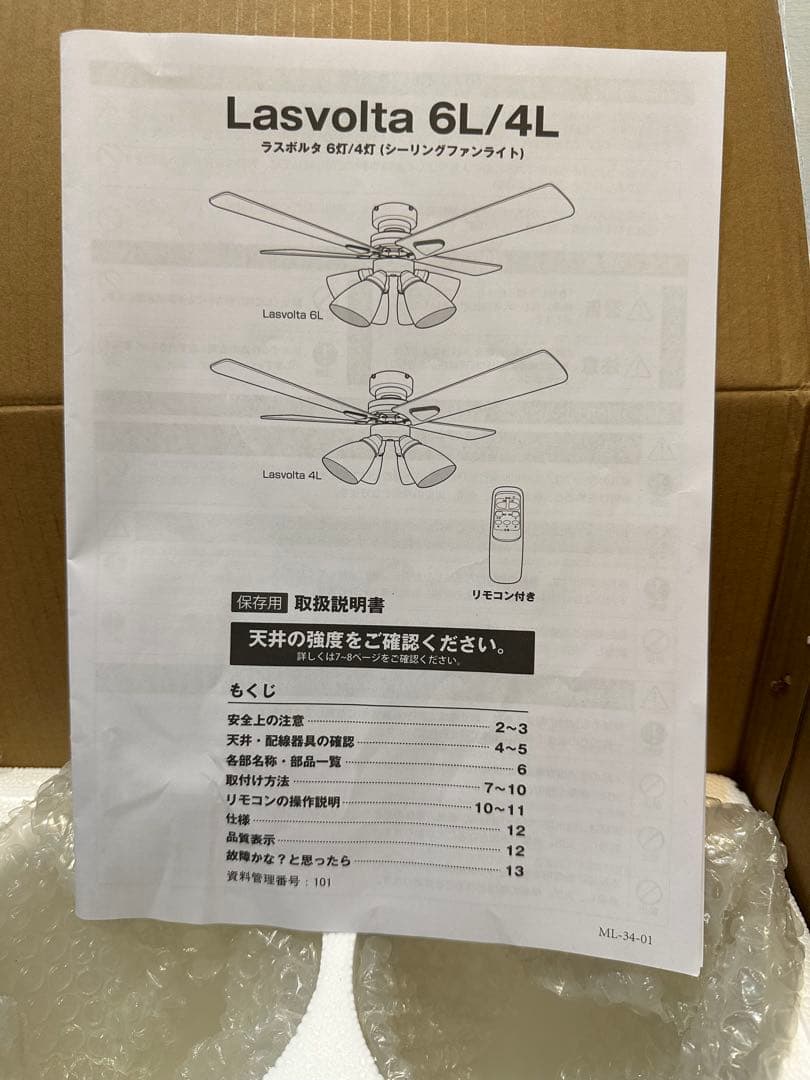 Lasvolta 6L/4L
ラスボルタ 6灯/4灯 (シーリングファンライト)
Lasvolta 6L
Lasvolta 4L
リモコン付き
保存用 取扱説明書
天井の強度をご確認ください。
詳しくは7~8ページをご確認ください。
もくじ
安全上の注意 2〜3
天井・配線器具の確認 4〜5
各部名称・部品一覧 6
取付け方法 7〜10
リモコンの操作説明 10〜11
仕様 12
品質表示 12
故障かな？と思ったら 13
資料管理番号：101
ML-34-01